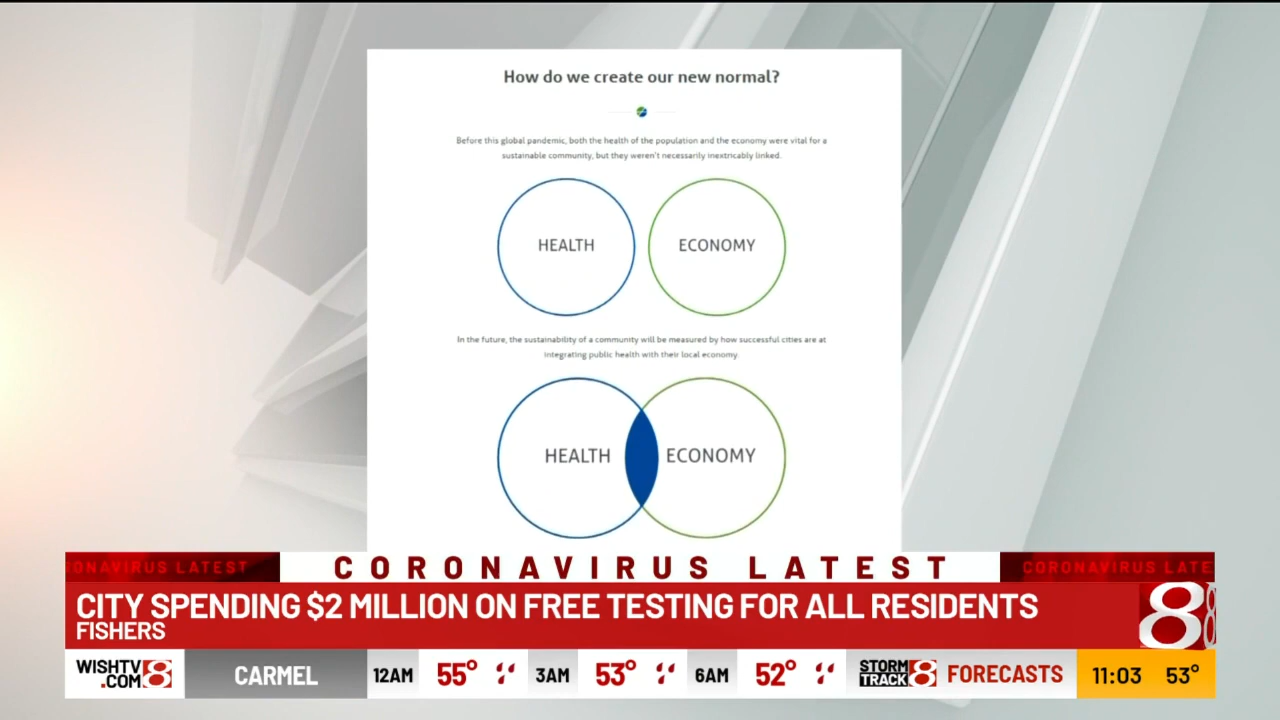 How do we create our new normal?
Before this global pandemic, both the health of the population and the economy were vital for a
sustainable community, but they weren't necessarily inextricably linked.
HEALTH
ECONOMY
In the future, the sustainability of a community will be measured by how successful cities are at
integrating public health with their local economy.
HEALTH
ECONOMY
CORONAVIRUS LATEST
CORONAVIRUS LATEST
CORONAVIRUS LATE
CITY SPENDING $2 MILLION ON FREE TESTING FOR ALL RESIDENTS
FISHERS
8
WISHTV
.COM 8
CARMEL
12AM 55°
3AM 53°
6AM 52°
STORM
TRACK 8
FORECASTS
11:03 53°